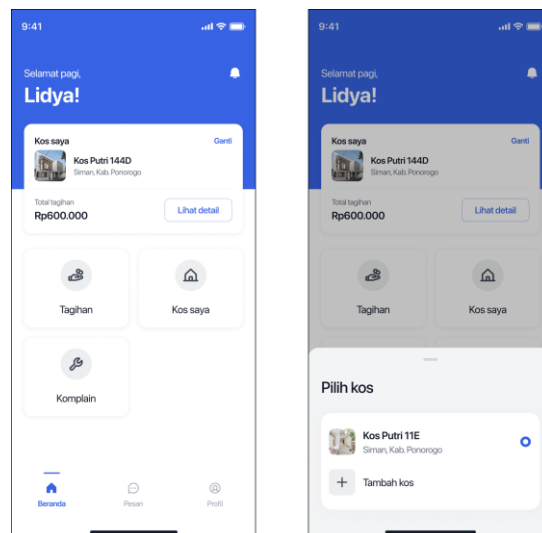 9:41
Selamat pagi,
Lidya!
Kos saya
Ganti
Kos Putri 144D
Siman, Kab. Ponorogo
Total tagihan
Rp600.000
Lihat detail
Tagihan
Kos saya
Komplain
Beranda
Pesan
Profil
9:41
Selamat pagi,
Lidya!
Kos saya
Ganti
Kos Putri 144D
Siman, Kab. Ponorogo
Total tagihan
Rp600.000
Lihat detail
Tagihan
Kos saya
Pilih kos
Kos Putri 11E
Siman, Kab. Ponorogo
Tambah kos